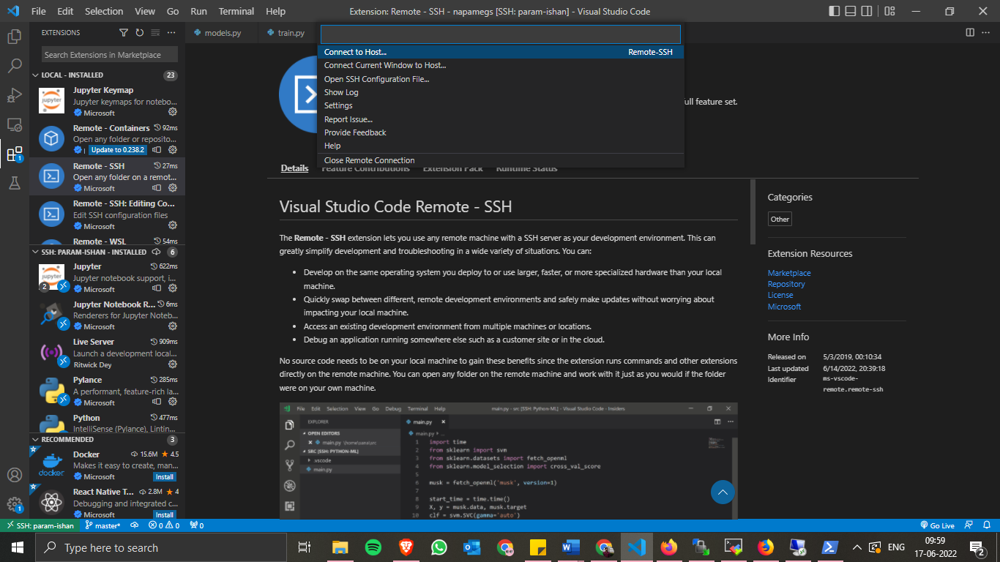 File Edit Selection View Go Run Terminal Help
Extension: Remote - SSH - napamegs [SSH: param-ishan] - Visual Studio Code
EXTENSIONS
models.py
train.py
Search Extensions in Marketplace
Connect to Host... Remote-SSH
Connect Current Window to Host...
Open SSH Configuration File...
Show Log
Settings
Report Issue...
Provide Feedback
Help
Close Remote Connection
LOCAL - INSTALLED 23
Jupyter Keymap
Jupyter keymaps for notebo...
Microsoft
Remote - Containers 92ms
Open any folder or reposito...
Update to 0.238.2
Remote - SSH 27ms
Open any folder on a remot...
Microsoft
Remote - SSH: Editing Co...
Edit SSH configuration files
Microsoft
Remote - WSL 54ms
SSH: PARAM-ISHAN - INSTALLED 6
Jupyter 622ms
Jupyter notebook support, i...
2
Microsoft
Jupyter Notebook R... 6ms
Renderers for Jupyter Noteb...
Microsoft
Live Server 909ms
Launch a development local...
Ritwick Dey
Pylance 285ms
A performant, feature-rich la...
Microsoft
Python 477ms
IntelliSense (Pylance), Lintin...
RECOMMENDED 3
Docker 15.6M 4.5
Makes it easy to create, man...
Microsoft Install
React Native T... 2.8M 4
Debugging and integrated c...
Microsoft Install
full feature set.
Details Feature Contributions Extension Pack Runtime Status
Visual Studio Code Remote - SSH
The Remote - SSH extension lets you use any remote machine with a SSH server as your development environment. This can
greatly simplify development and troubleshooting in a wide variety of situations. You can:
• Develop on the same operating system you deploy to or use larger, faster, or more specialized hardware than your local
machine.
• Quickly swap between different, remote development environments and safely make updates without worrying about
impacting your local machine.
• Access an existing development environment from multiple machines or locations.
• Debug an application running somewhere else such as a customer site or in the cloud.
No source code needs to be on your local machine to gain these benefits since the extension runs commands and other extensions
directly on the remote machine. You can open any folder on the remote machine and work with it just as you would if the folder
were on your own machine.
File Edit Selection View Go Debug Terminal Help
main.py - src [SSH: Python-ML] - Visual Studio Code - Insiders
EXPLORER
OPEN EDITORS
main.py \home\sana\src
SRC [SSH: PYTHON-ML]
.vscode
main.py
main.py
main.py ...
1 import time
2 from sklearn import svm
3 from sklearn.datasets import fetch_openml
4 from sklearn.model_selection import cross_val_score
5
6 musk = fetch_openml('musk', version=1)
7
8 start_time = time.time()
9 X, y = musk.data, musk.target
10 clf = svm.SVC(gamma='auto')
Categories
Other
Extension Resources
Marketplace
Repository
License
Microsoft
More Info
Released on 5/3/2019, 00:10:34
Last updated 6/14/2022, 20:39:18
Identifier ms-vscode-
remote.remote-ssh
1
1
SSH: param-ishan master* 0 0 0 Go Live
Type here to search
ENG
09:59
17-06-2022
2